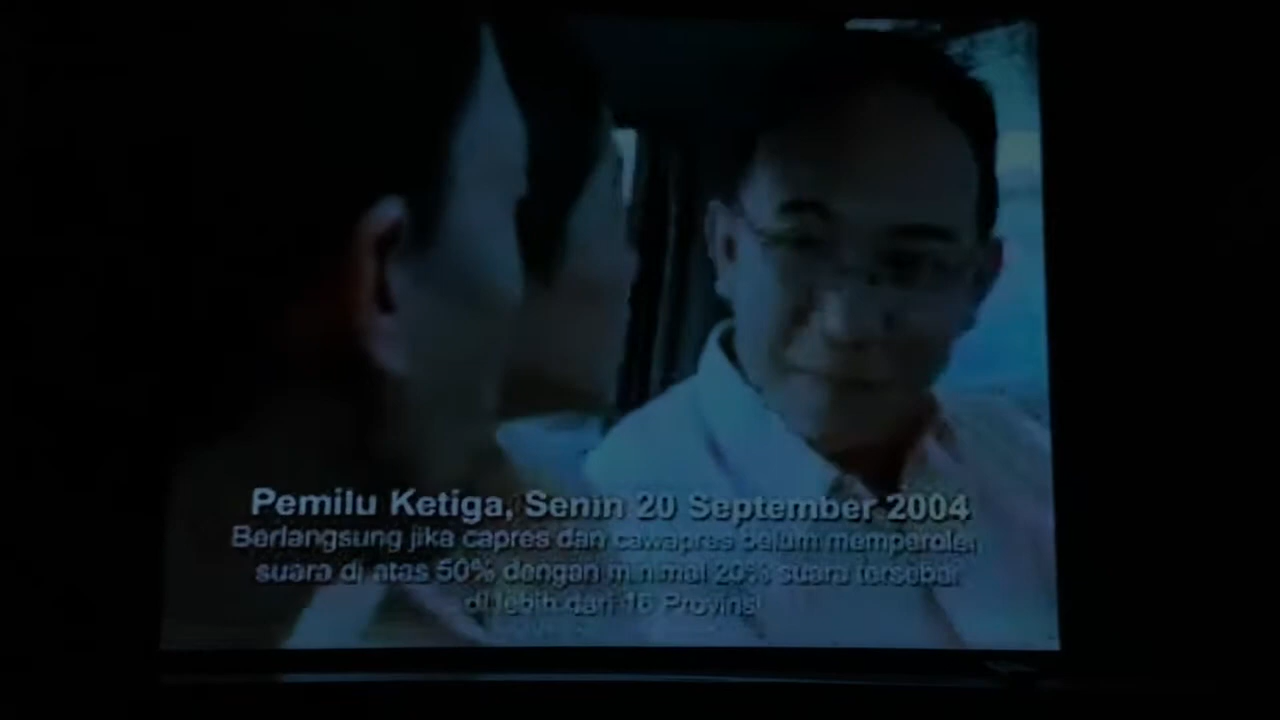 Pemilu Ketiga, Senin 20 September 2004
Berlangsung jika capres dan cawapres belum memperoleh
suara di atas 50% dengan minimal 20% suara tersebar
di lebih dari 16 Provinsi